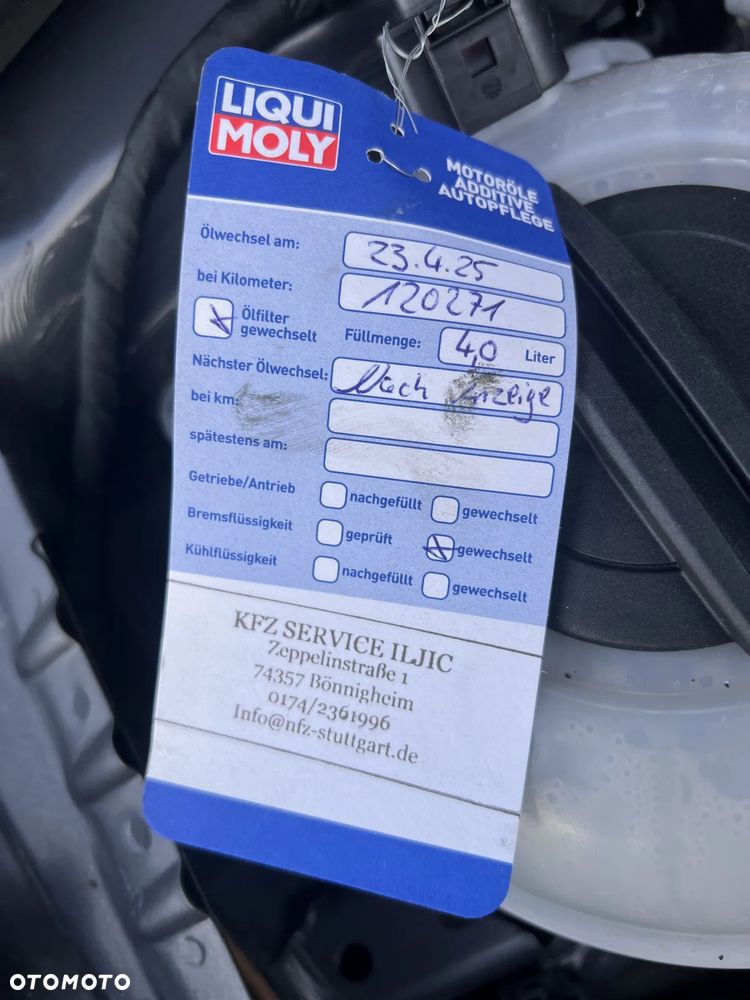 LIQUI
MOLY
MOTORÖLE
ADDITIVE
AUTOPFLEGE
Ölwechsel am: 23.4.25
bei Kilometer: 120271
Ölfilter
gewechselt
Füllmenge: 4,0 Liter
Nächster Ölwechsel: Nach Anzeige
bei km:
spätestens am:
Getriebe/Antrieb nachgefüllt gewechselt
Bremsflüssigkeit geprüft gewechselt
Kühlflüssigkeit nachgefüllt gewechselt
KFZ SERVICE ILJIC
Zeppelinstraße 1
74357 Bönnigheim
0174/2361996
Info@nfz-stuttgart.de
OTOMOTO